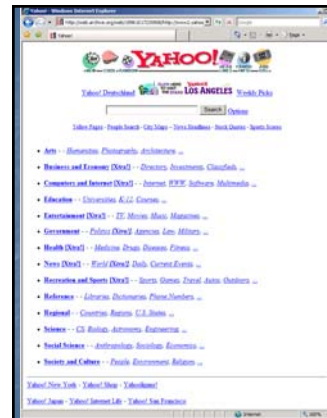 Yahoo! - Windows Internet Explorer
Yahoo!
Page
YAHOO!
Yahoo! Deutschland
YAHOO! LOS ANGELES
Weekly Picks
Search
Options
Yellow Pages - People Search - City Maps - News Headlines - Stock Quotes - Sports Scores
Arts - - Humanities, Photography, Architecture, ...
Business and Economy [Xtra!] - - Directory, Investments, Classifieds, ...
Computers and Internet [Xtra!] - - Internet, WWW, Software, Multimedia, ...
Education - - Universities, K-12, Courses, ...
Entertainment [Xtra!] - - TV, Movies, Music, Magazines, ...
Government - - Politics [Xtra!], Agencies, Law, Military, ...
Health [Xtra!] - - Medicine, Drugs, Diseases, Fitness, ...
News [Xtra!] - - World [Xtra!], Daily, Current Events, ...
Recreation and Sports [Xtra!] - - Sports, Games, Travel, Autos, Outdoors, ...
Reference - - Libraries, Dictionaries, Phone Numbers, ...
Regional - - Countries, Regions, U.S. States, ...
Science - - CS, Biology, Astronomy, Engineering, ...
Social Science - - Anthropology, Sociology, Economics, ...
Society and Culture - - People, Environment, Religion, ...
Yahoo! New York - Yahoo! Shop - Yahooligans!
Yahoo! Japan - Yahoo! Internet Life - Yahoo! San Francisco
Internet
100%